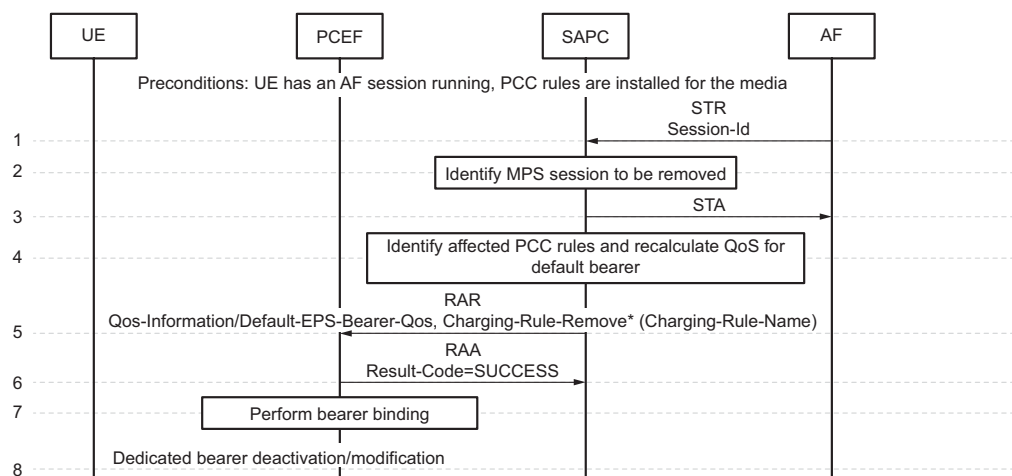 UE
PCEF
SAPC
AF
Preconditions: UE has an AF session running, PCC rules are installed for the media
STR
1
Session-Id
2
Identify MPS session to be removed
3
STA
4
Identify affected PCC rules and recalculate QoS for
default bearer
RAR
Qos-Information/Default-EPS-Bearer-Qos, Charging-Rule-Remove* (Charging-Rule-Name)
5
RAA
Result-Code=SUCCESS
6
7
Perform bearer binding
Dedicated bearer deactivation/modification
8